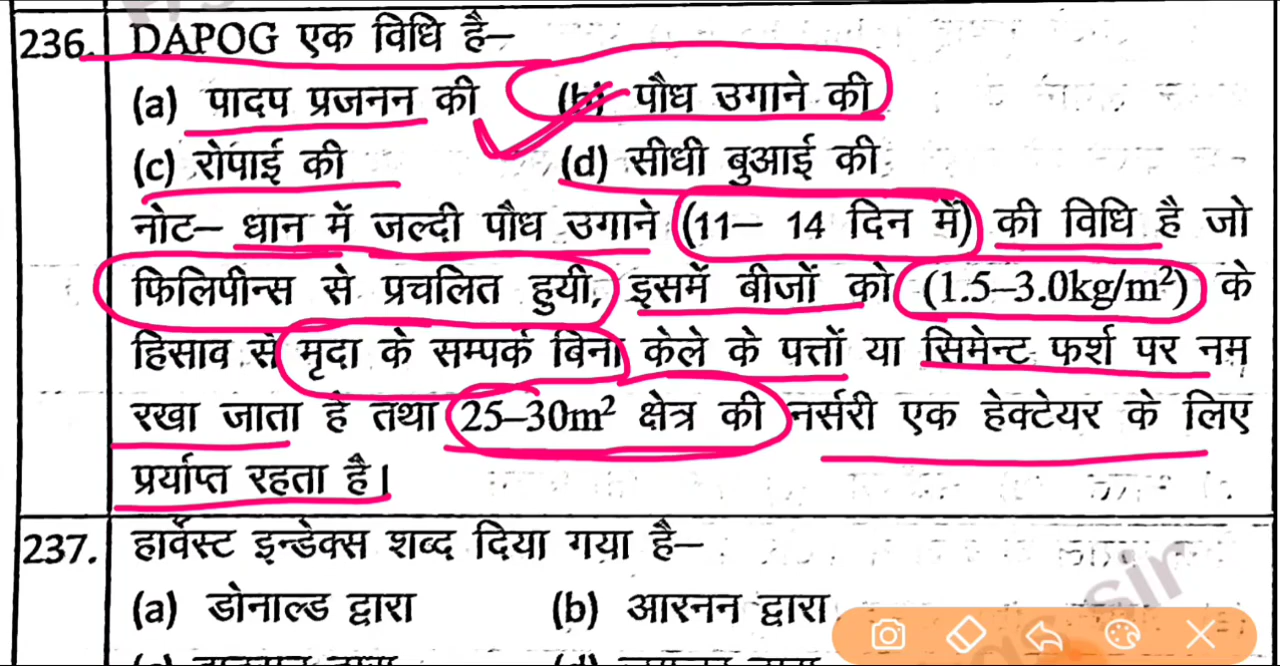 236. DAPOG एक विधि है–
(a) पादप प्रजनन की (b) पौध उगाने की
(c) रोपाई की (d) सीधी बुआई की
नोट– धान में जल्दी पौध उगाने (11– 14 दिन में) की विधि है जो
फिलिपीन्स से प्रचलित हुयी, इसमें बीजों को (1.5–3.0kg/m²) के
हिसाव से मृदा के सम्पर्क बिना केले के पत्तों या सिमेन्ट फर्श पर नम
रखा जाता है तथा 25–30m² क्षेत्र की नर्सरी एक हेक्टेयर के लिए
प्रर्याप्त रहता है।
237. हार्वेस्ट इन्डेक्स शब्द दिया गया है–
(a) डोनाल्ड द्वारा (b) आरनन द्वारा
sir